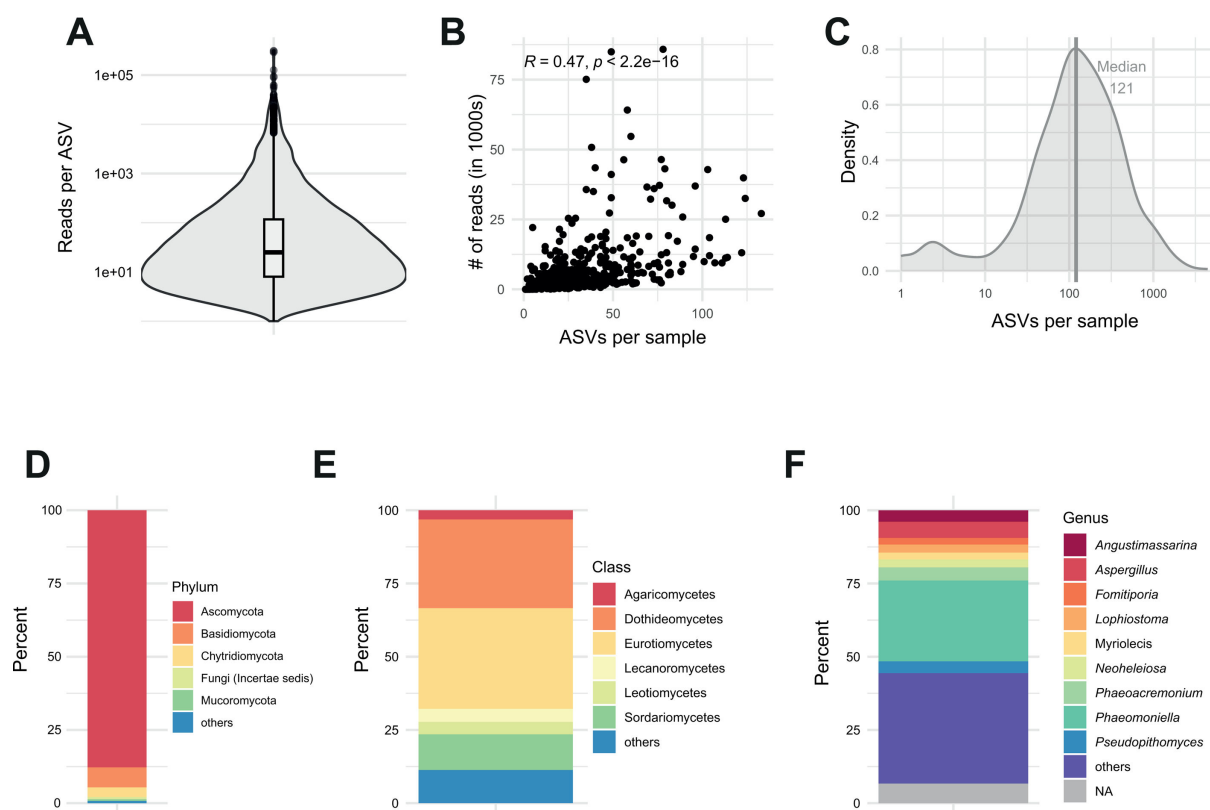 A
Reads per ASV
1e+05
1e+03
1e+01
B
R = 0.47, p < 2.2e−16
# of reads (in 1000s)
75
50
25
0
0 50 100
ASVs per sample
C
Density
0.8
0.6
0.4
0.2
0.0
Median
121
1 10 100 1000
ASVs per sample
D
Percent
100
75
50
25
0
Phylum
Ascomycota
Basidiomycota
Chytridiomycota
Fungi (Incertae sedis)
Mucoromycota
others
E
Percent
100
75
50
25
0
Class
Agaricomycetes
Dothideomycetes
Eurotiomycetes
Lecanoromycetes
Leotiomycetes
Sordariomycetes
others
F
Percent
100
75
50
25
0
Genus
Angustimassarina
Aspergillus
Fomitiporia
Lophiostoma
Myriolecis
Neoheleiosa
Phaeoacremonium
Phaeomoniella
Pseudopithomyces
others
NA